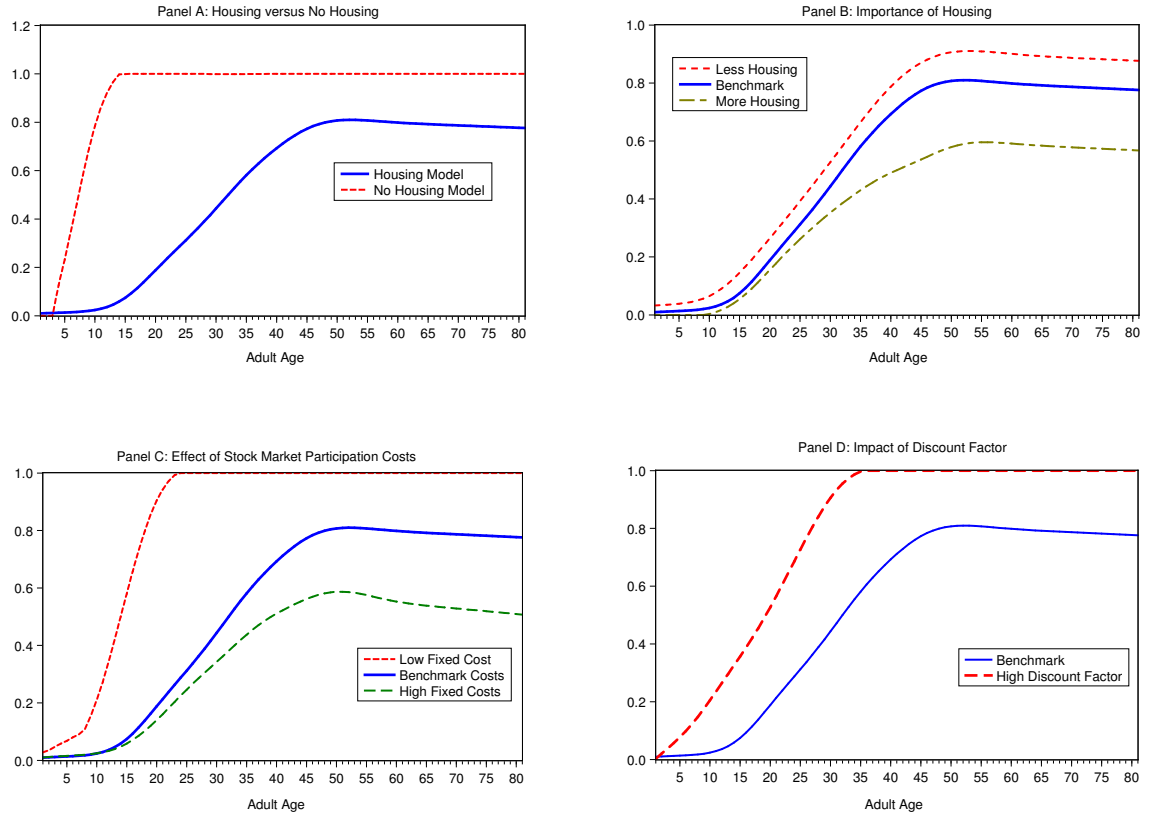 Panel A: Housing versus No Housing
1.2
1.0
0.8
0.6
0.4
0.2
0.0
Housing Model
No Housing Model
5 10 15 20 25 30 35 40 45 50 55 60 65 70 75 80
Adult Age
Panel B: Importance of Housing
1.0
0.8
0.6
0.4
0.2
0.0
Less Housing
Benchmark
More Housing
5 10 15 20 25 30 35 40 45 50 55 60 65 70 75 80
Adult Age
Panel C: Effect of Stock Market Participation Costs
1.0
0.8
0.6
0.4
0.2
0.0
Low Fixed Cost
Benchmark Costs
High Fixed Costs
5 10 15 20 25 30 35 40 45 50 55 60 65 70 75 80
Adult Age
Panel D: Impact of Discount Factor
1.0
0.8
0.6
0.4
0.2
0.0
Benchmark
High Discount Factor
5 10 15 20 25 30 35 40 45 50 55 60 65 70 75 80
Adult Age